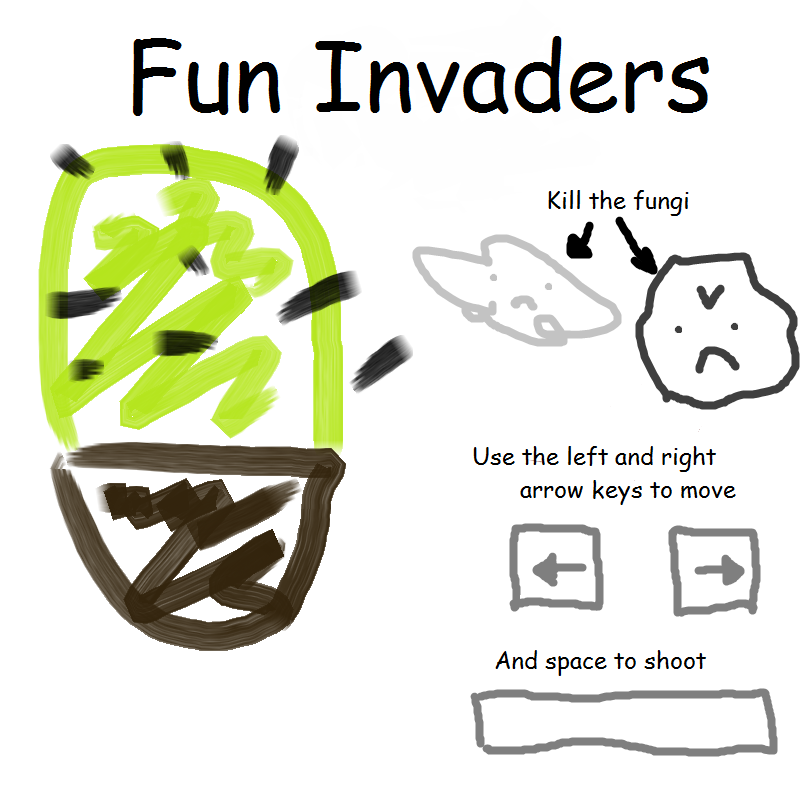 Fun Invaders
Kill the fungi
Use the left and right
arrow keys to move
And space to shoot